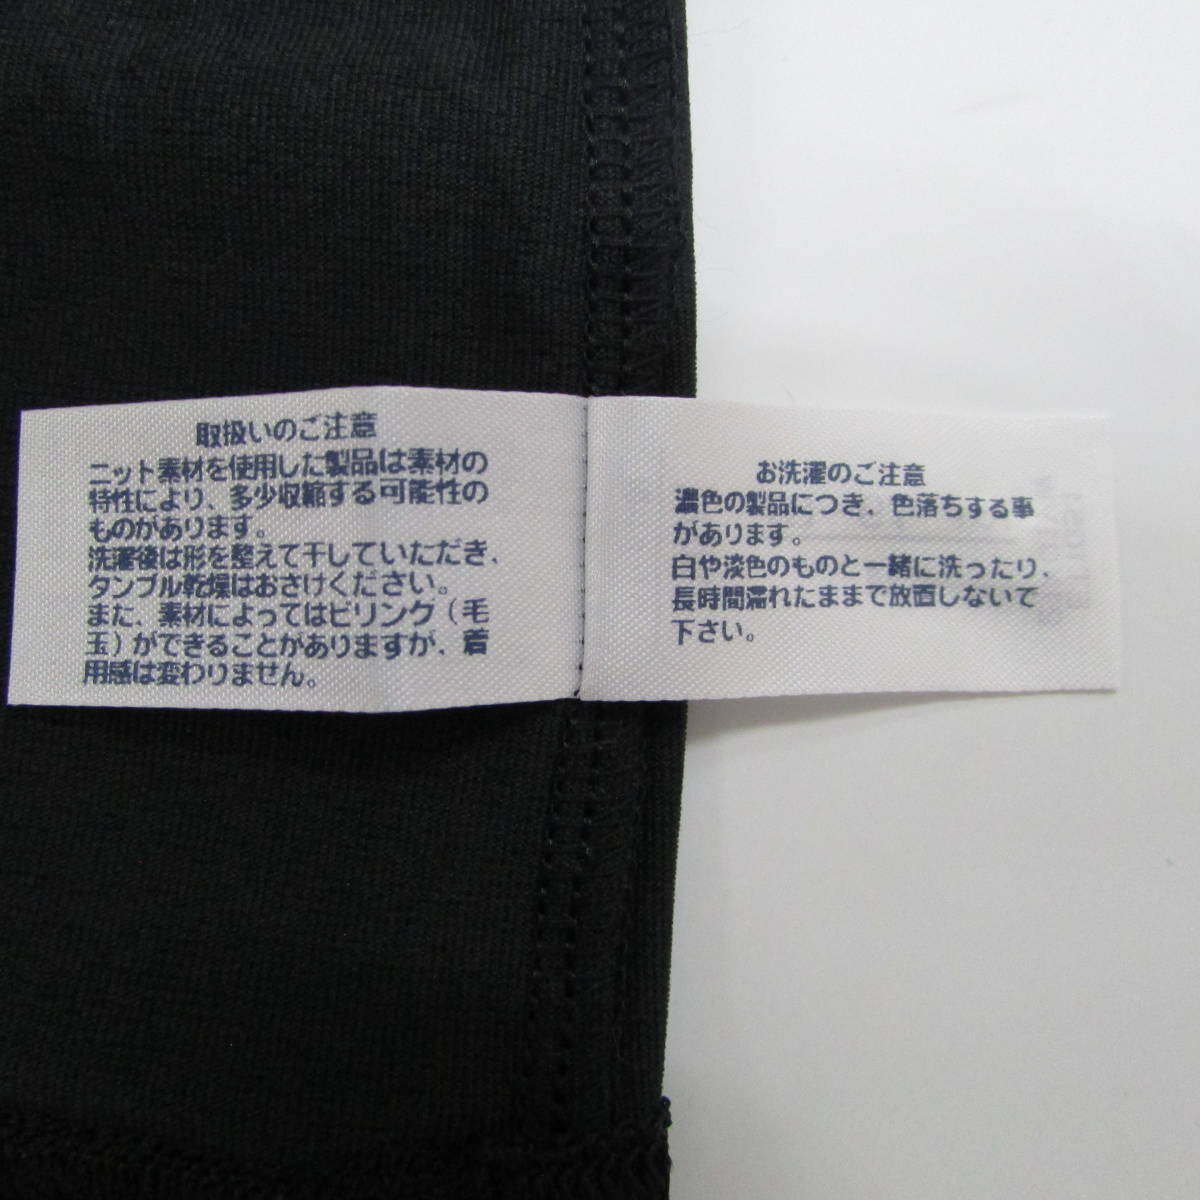 取扱いのご注意
ニット素材を使用した製品は素材の
特性により、多少収縮する可能性の
ものがあります。
洗濯後は形を整えて干していただき、
タンブル乾燥はおさけください。
また、素材によってはピリング(毛
玉)ができることがありますが、着
用感は変わりません。
お洗濯のご注意
濃色の製品につき、色落ちする事
があります。
白や淡色のものと一緒に洗ったり、
長時間濡れたままで放置しないで
下さい。